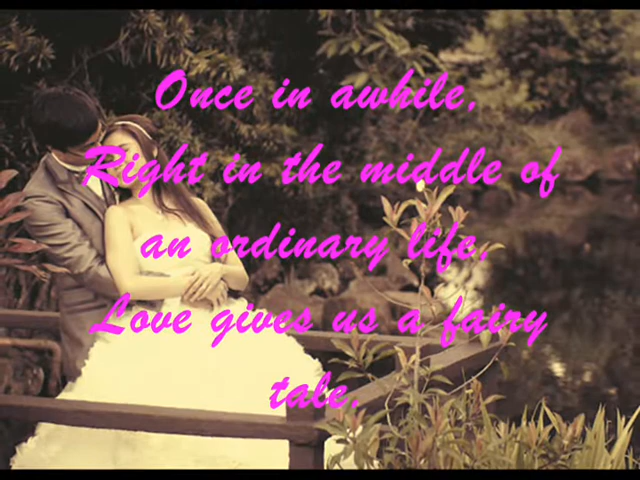 Once in awhile,
Right in the middle of
an ordinary life,
Love gives us a fairy
tale.